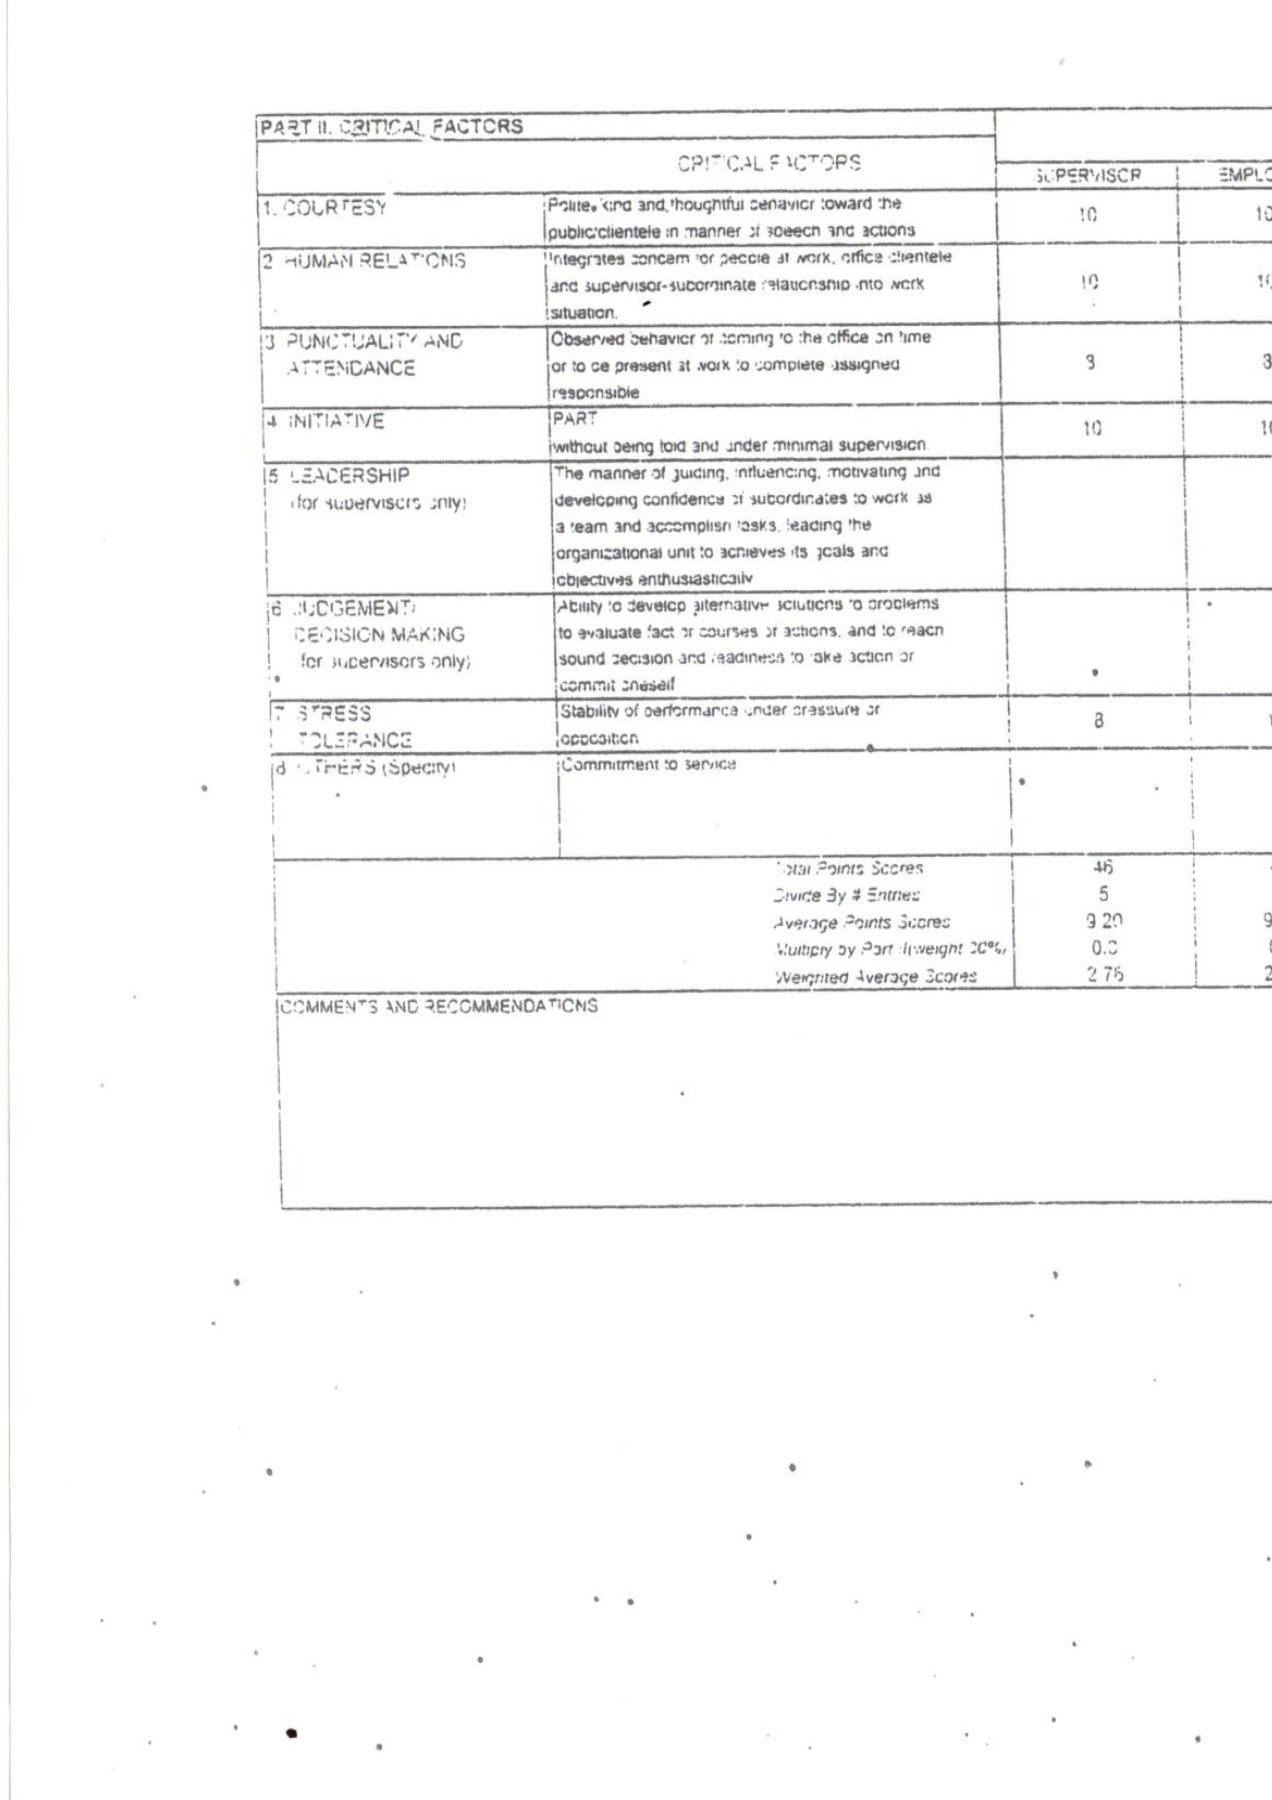 PART II. CRITICAL FACTORS
CRITICAL FACTORS
SUPERVISOR EMPLO
1. COURTESY Polite, kind and thoughtful behavior toward the 10 10
public/clientele in manner of speech and actions
2 HUMAN RELATIONS Integrates concern for people at work, office clientele
and supervisor-subordinate relationship into work 10
situation.
3 PUNCTUALITY AND Observed behavior of coming to the office on time
ATTENDANCE or to be present at work to complete assigned
responsible
4 INITIATIVE PART 10
without being told and under minimal supervision
5 LEADERSHIP The manner of guiding, influencing, motivating and
(for supervisors only) developing confidence of subordinates to work as
a team and accomplish tasks, leading the
organizational unit to achieves its goals and
objectives enthusiastically
6 JUDGEMENT/ Ability to develop alternative solutions to problems
DECISION MAKING to evaluate fact or courses of actions, and to reach
for supervisors only) sound decision and readiness to take action or
commit oneself
7 STRESS Stability of performance under pressure or 8
TOLERANCE opposition
8 OTHERS (Specify) Commitment to service
Total Points Scores 46
Divide By # Entries 5
Average Points Scores 9 20 9
Multiply by Part II(weight 30%) 0.3
Weighted Average Scores 2 76 2
COMMENTS AND RECOMMENDATIONS